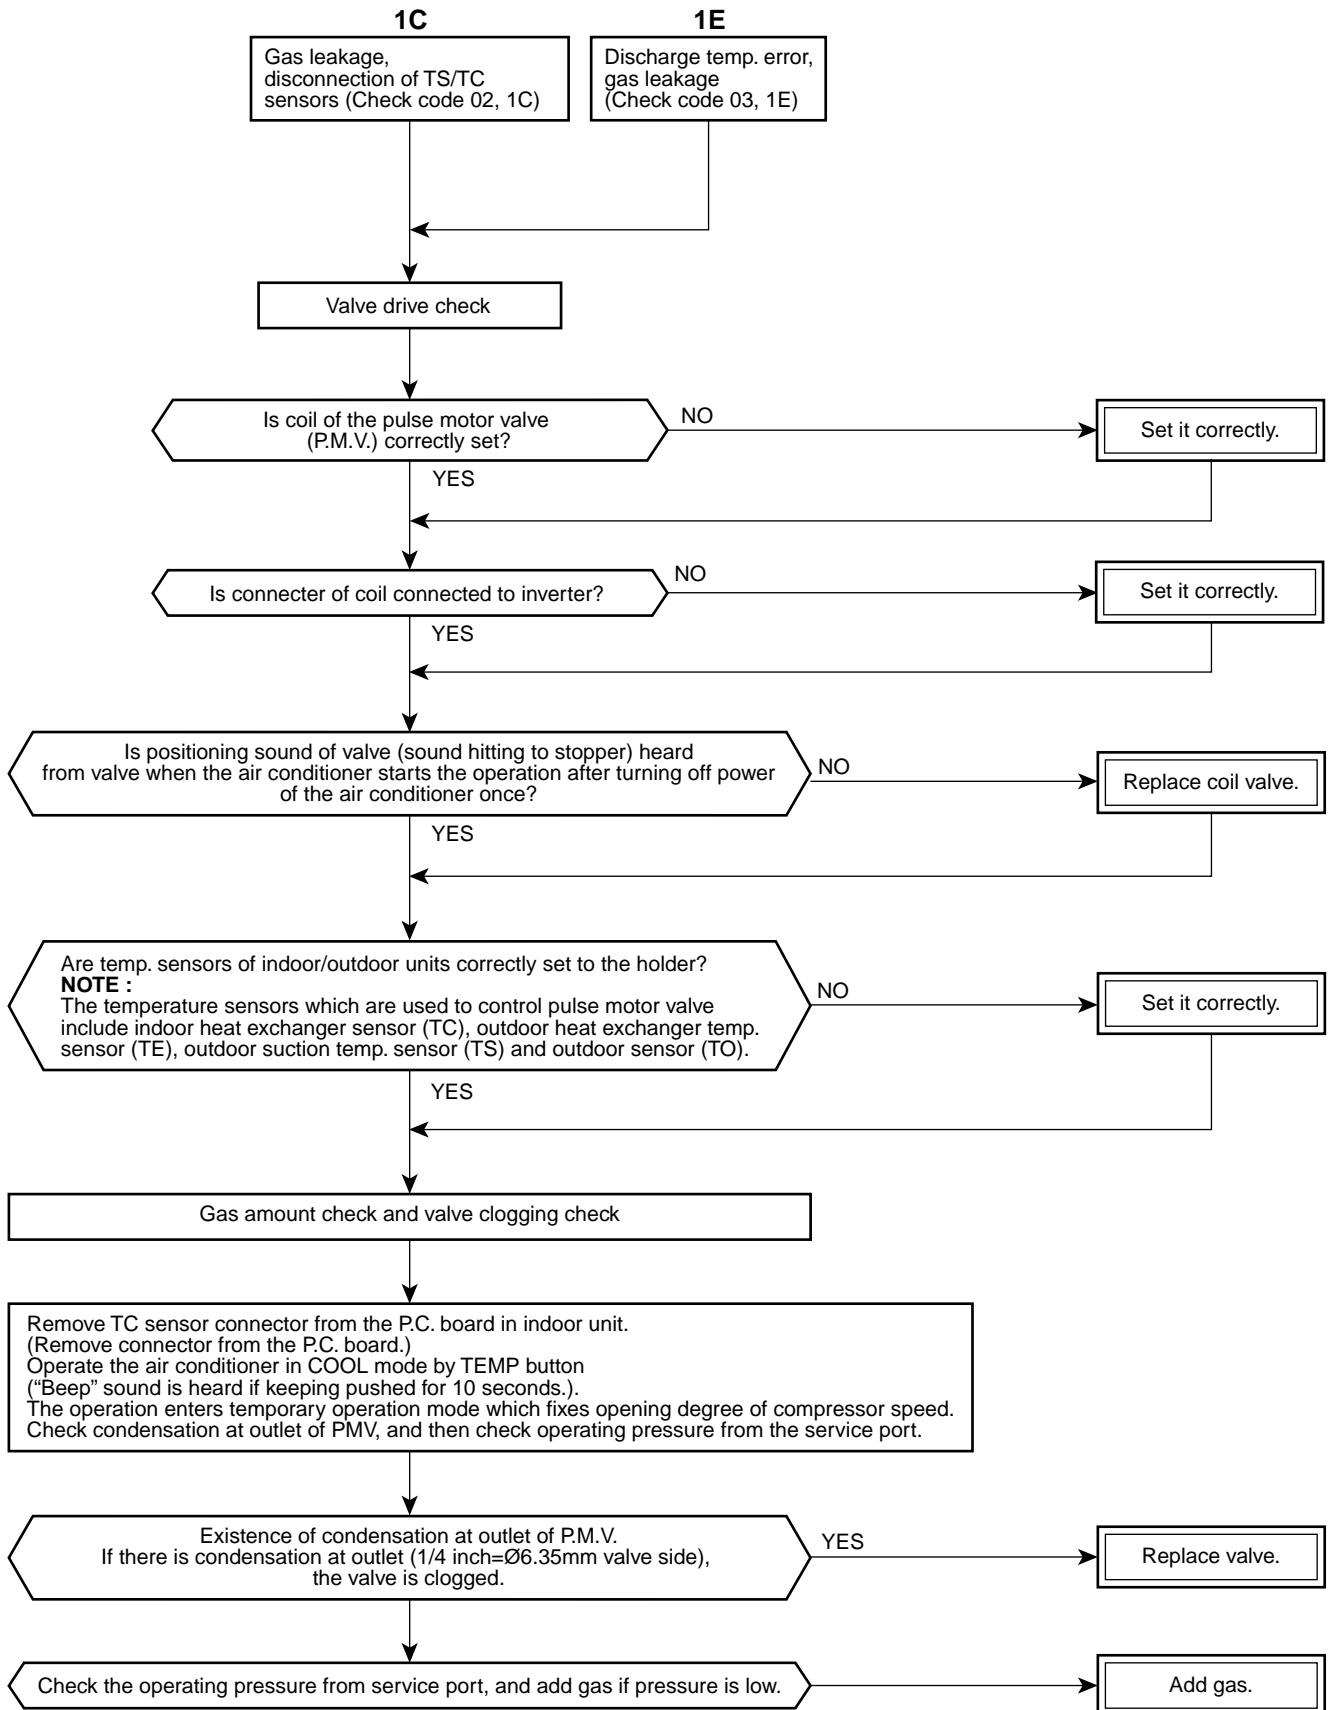 1C
1E
Gas leakage,
disconnection of TS/TC
sensors (Check code 02, 1C)
Discharge temp. error,
gas leakage
(Check code 03, 1E)
Valve drive check
Is coil of the pulse motor valve
(P.M.V.) correctly set?
NO
Set it correctly.
YES
Is connecter of coil connected to inverter?
NO
Set it correctly.
YES
Is positioning sound of valve (sound hitting to stopper) heard
from valve when the air conditioner starts the operation after turning off power
of the air conditioner once?
NO
Replace coil valve.
YES
Are temp. sensors of indoor/outdoor units correctly set to the holder?
NOTE :
The temperature sensors which are used to control pulse motor valve
include indoor heat exchanger sensor (TC), outdoor heat exchanger temp.
sensor (TE), outdoor suction temp. sensor (TS) and outdoor sensor (TO).
NO
Set it correctly.
YES
Gas amount check and valve clogging check
Remove TC sensor connector from the P.C. board in indoor unit.
(Remove connector from the P.C. board.)
Operate the air conditioner in COOL mode by TEMP button
(“Beep” sound is heard if keeping pushed for 10 seconds.).
The operation enters temporary operation mode which fixes opening degree of compressor speed.
Check condensation at outlet of PMV, and then check operating pressure from the service port.
Existence of condensation at outlet of P.M.V.
If there is condensation at outlet (1/4 inch=Ø6.35mm valve side),
the valve is clogged.
YES
Replace valve.
Check the operating pressure from service port, and add gas if pressure is low.
Add gas.